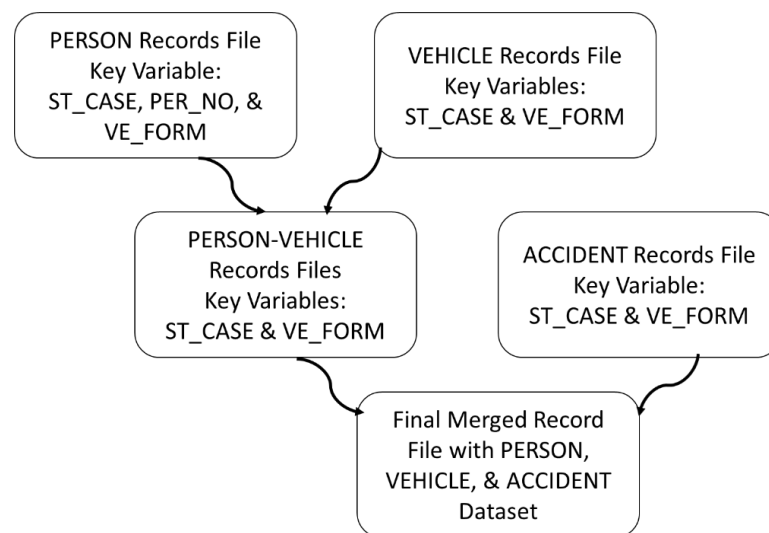 PERSON Records File
Key Variable:
ST_CASE, PER_NO, &
VE_FORM
VEHICLE Records File
Key Variables:
ST_CASE & VE_FORM
PERSON-VEHICLE
Records Files
Key Variables:
ST_CASE & VE_FORM
ACCIDENT Records File
Key Variable:
ST_CASE & VE_FORM
Final Merged Record
File with PERSON,
VEHICLE, & ACCIDENT
Dataset